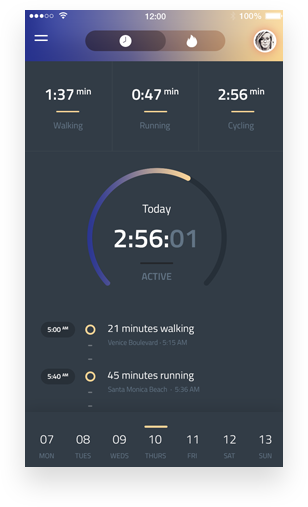 12:00
100%
1:37 min
0:47 min
2:56 min
Walking
Running
Cycling
Today
2:56:01
ACTIVE
5:00 AM
21 minutes walking
Venice Boulevard -5:15 AM
5:40 AM
45 minutes running
Santa Monica Beach - 5:36 AM
07 08 09 10 11 12 13
MON TUES WEDS THURS FRI SAT SUN